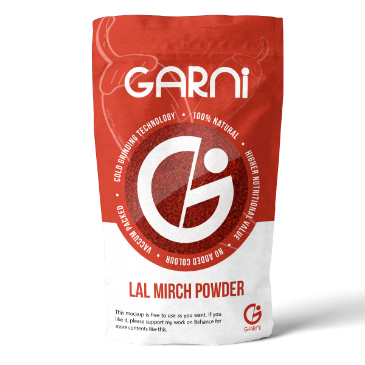 GARNi
COLD GRINDING TECHNOLOGY • 100% NATURAL • HIGHER NUTRITIONAL VALUE • NO ADDED COLOUR • VACCUM PACKED •
LAL MIRCH POWDER
This mockup is free to use as you want. If you
like it, please support my work on Behance for
more contents like this.
GARNi